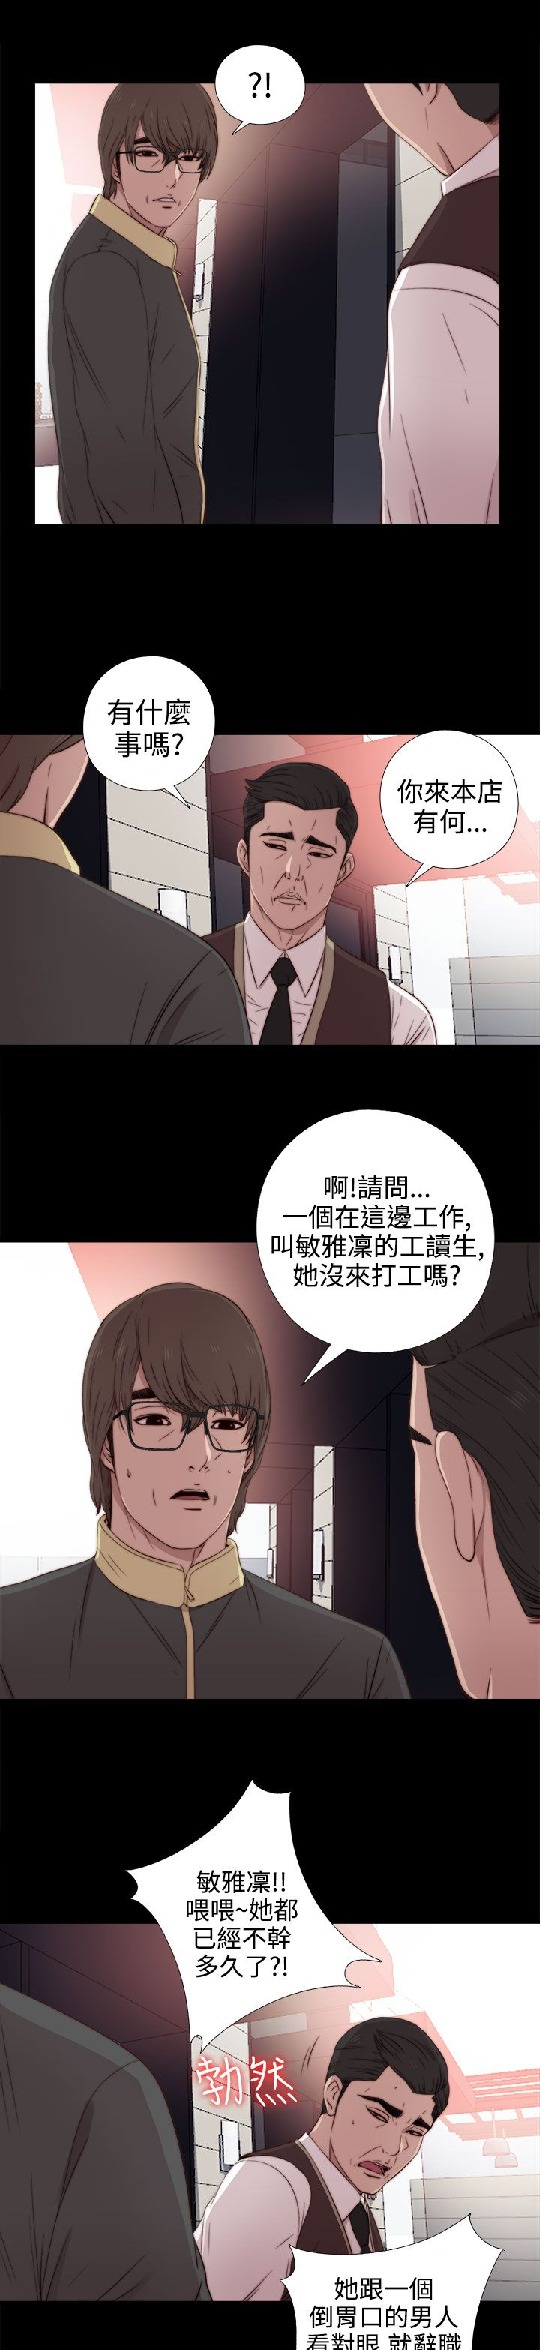 ?!
有什麼
事嗎?
你來本店
有何...
啊!請問...
一個在這邊工作,
叫敏雅凜的工讀生,
她沒來打工嗎?
敏雅凜!!
喂喂~她都
已經不幹
多久了?!
勃然
她跟一個
倒胃口的男人
看對眼,就辭職